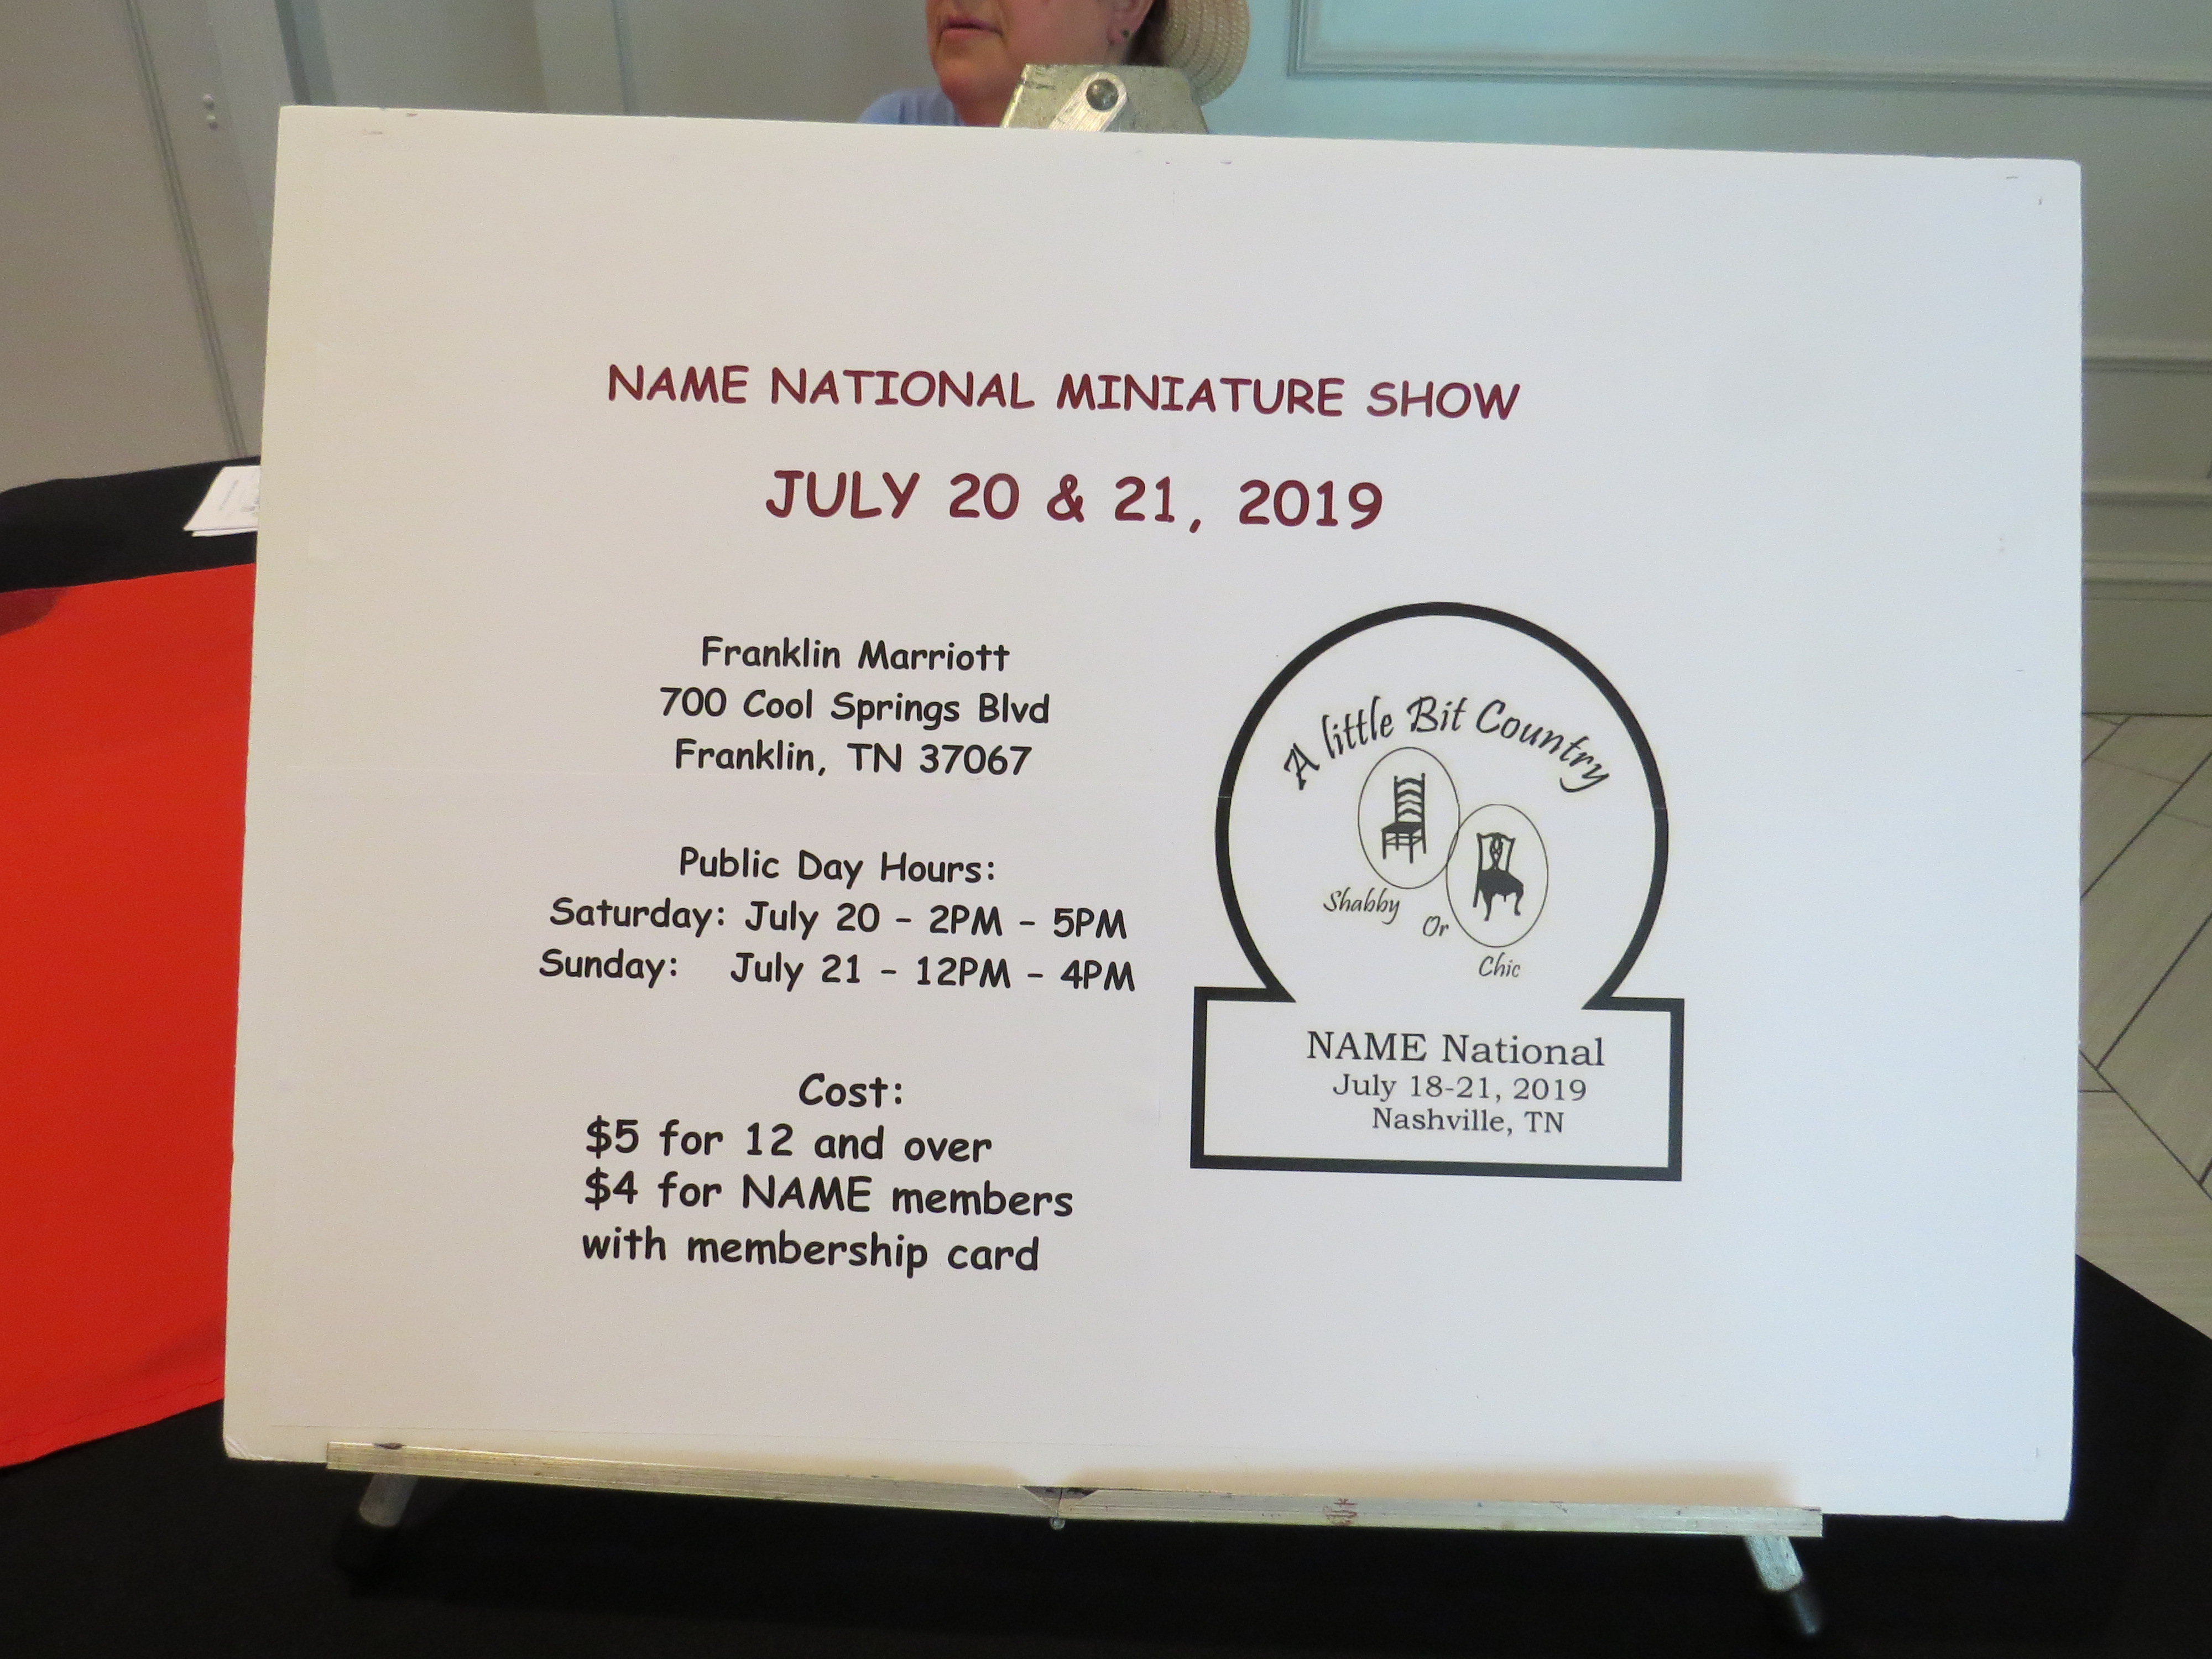 NAME NATIONAL MINIATURE SHOW
JULY 20 & 21, 2019
Franklin Marriott
700 Cool Springs Blvd
Franklin, TN 37067
Public Day Hours:
Saturday: July 20 - 2PM - 5PM
Sunday: July 21 - 12PM - 4PM
Cost:
$5 for 12 and over
$4 for NAME members
with membership card
A little Bit Country
Shabby
Or
Chic
NAME National
July 18-21, 2019
Nashville, TN